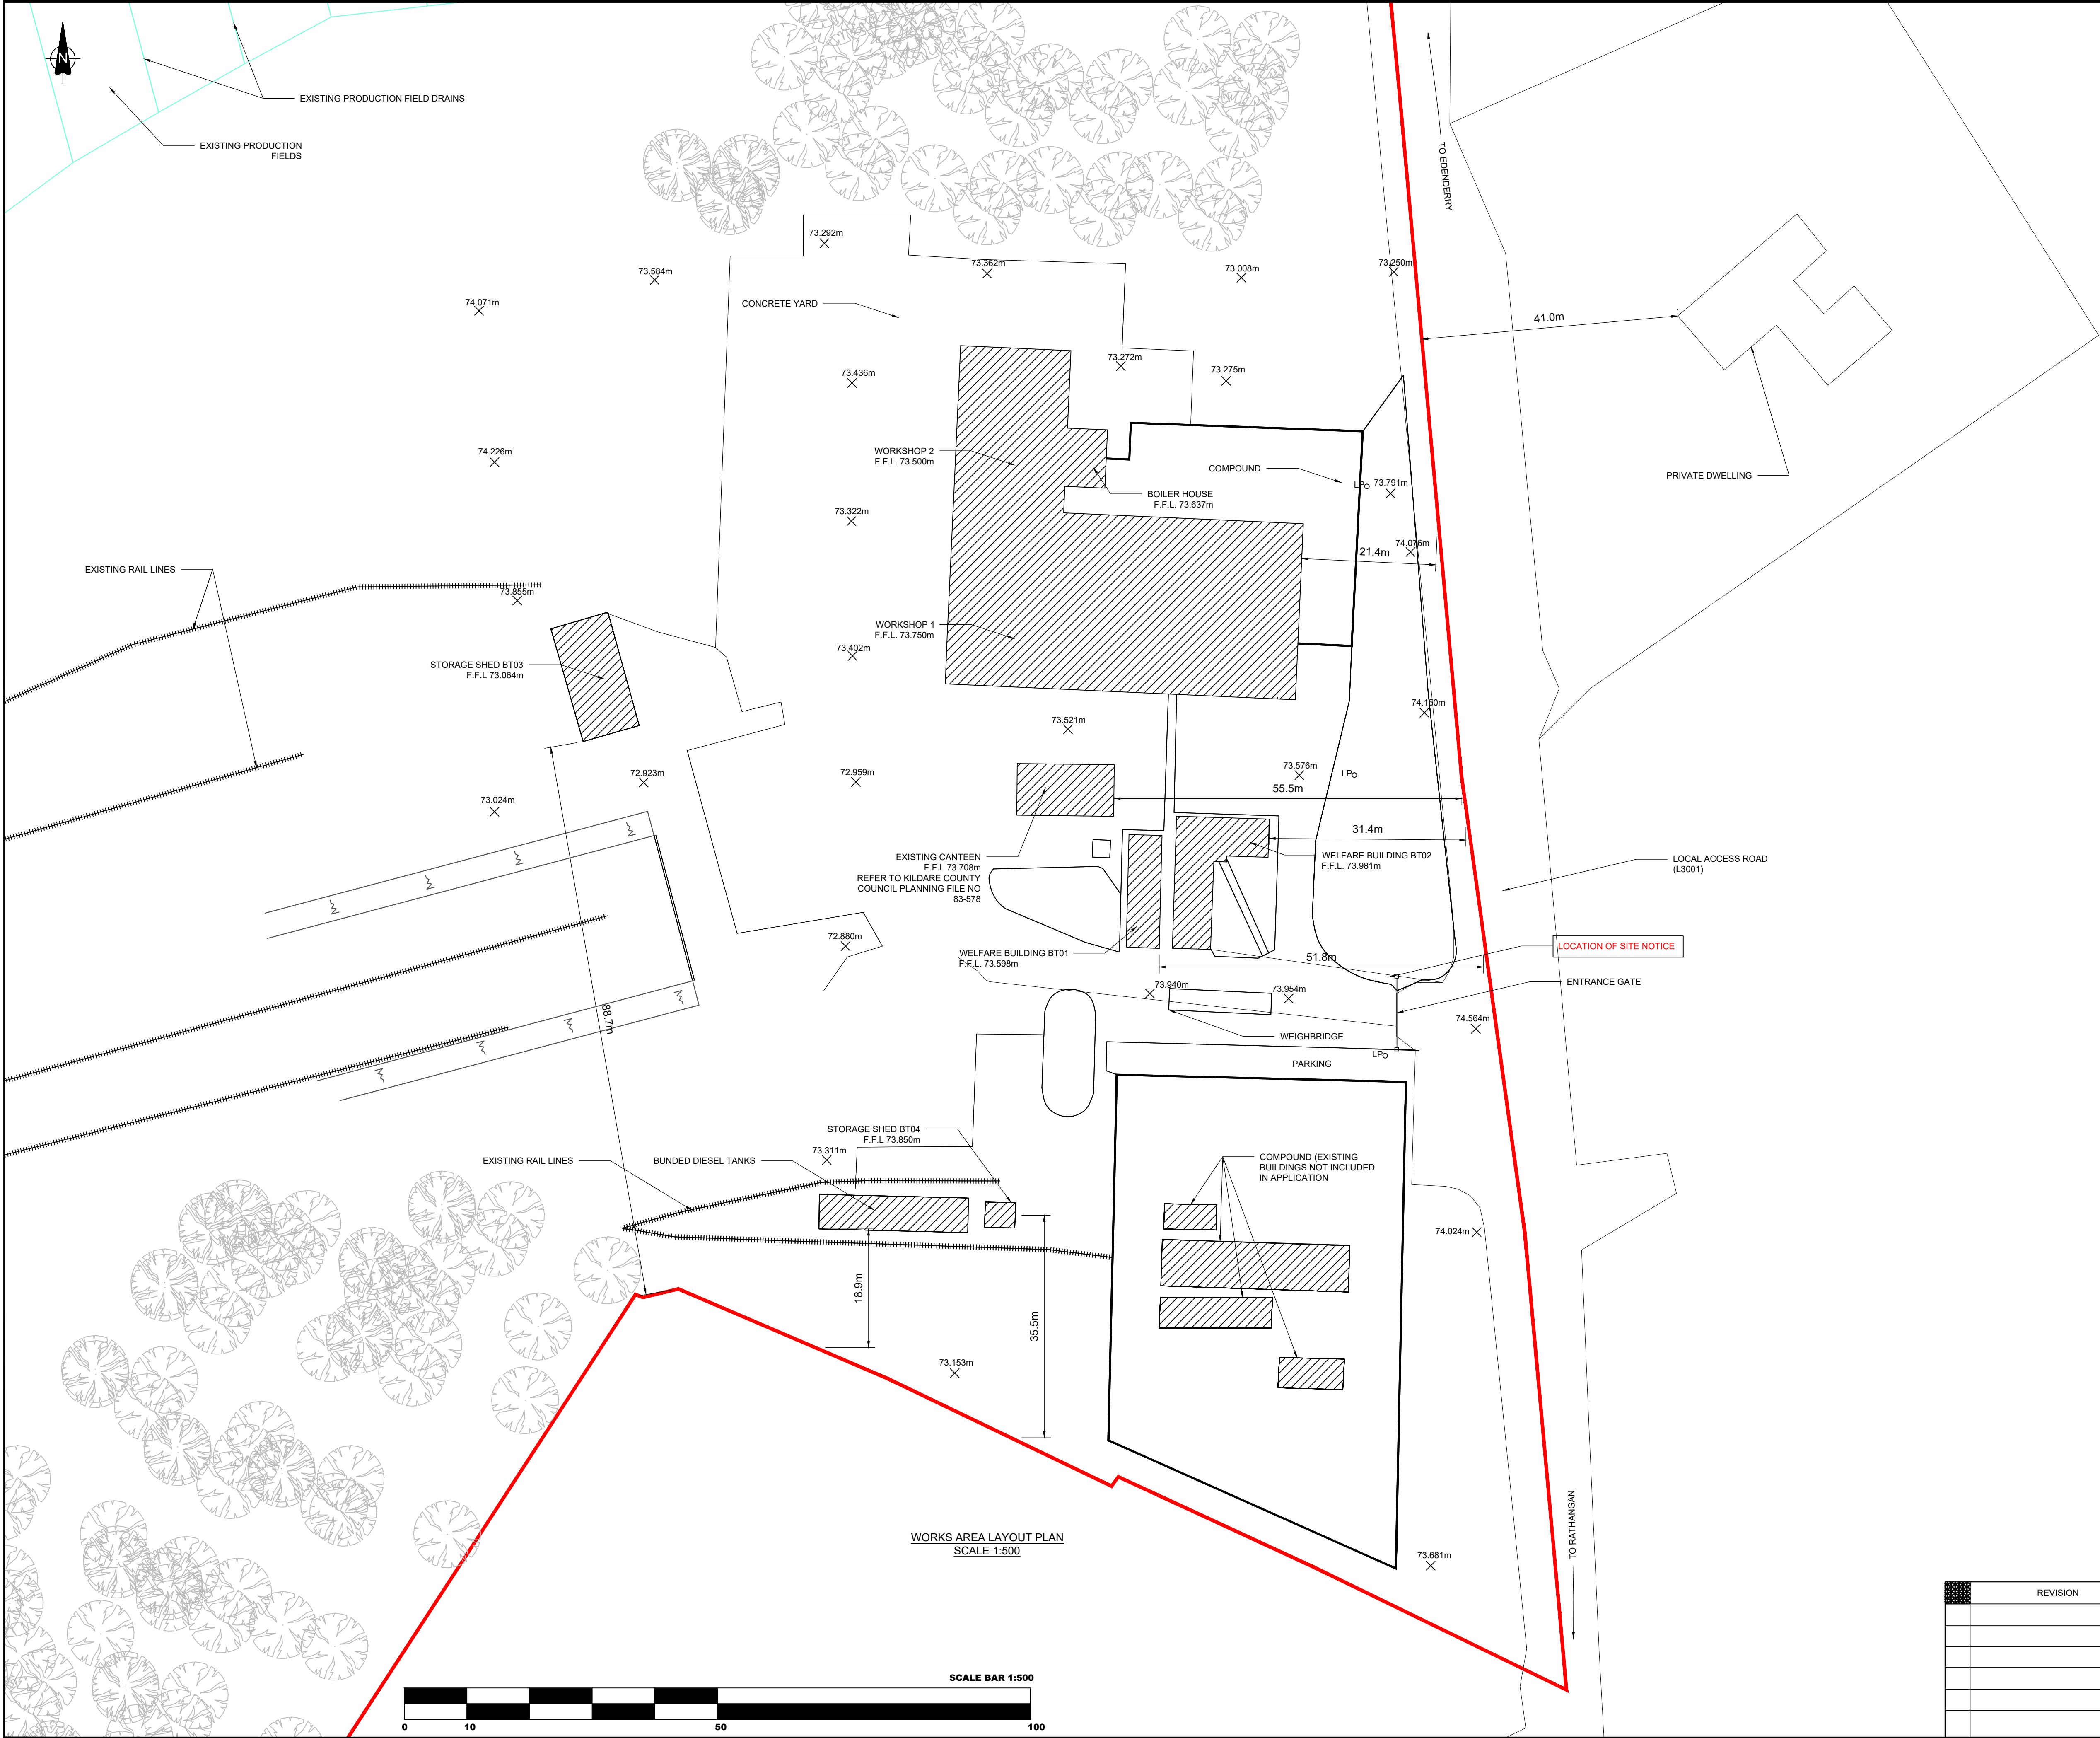 N
EXISTING PRODUCTION FIELD DRAINS
EXISTING PRODUCTION
FIELDS
TO EDENDERRY
73.292m
73.584m
73.362m
73.008m
73.250m
74.071m
CONCRETE YARD
41.0m
73.272m
73.436m
73.275m
74.226m
WORKSHOP 2
F.F.L. 73.500m
COMPOUND
PRIVATE DWELLING
LPo
73.791m
BOILER HOUSE
F.F.L. 73.637m
73.322m
74.076m
21.4m
EXISTING RAIL LINES
73.855m
WORKSHOP 1
F.F.L. 73.750m
73.402m
STORAGE SHED BT03
F.F.L 73.064m
73.521m
72.923m
72.959m
73.576m
LPo
73.024m
55.5m
31.4m
EXISTING CANTEEN
F.F.L 73.708m
REFER TO KILDARE COUNTY
COUNCIL PLANNING FILE NO
83-578
WELFARE BUILDING BT02
F.F.L. 73.981m
LOCAL ACCESS ROAD
(L3001)
72.880m
LOCATION OF SITE NOTICE
WELFARE BUILDING BT01
F.F.L. 73.598m
51.8m
73.940m
73.954m
ENTRANCE GATE
88.7m
74.564m
WEIGHBRIDGE
LPo
PARKING
STORAGE SHED BT04
F.F.L 73.850m
73.311m
EXISTING RAIL LINES
BUNDED DIESEL TANKS
COMPOUND (EXISTING
BUILDINGS NOT INCLUDED
IN APPLICATION
74.024m
18.9m
35.5m
73.153m
TO RATHANGAN
WORKS AREA LAYOUT PLAN
SCALE 1:500
73.681m
REVISION
SCALE BAR 1:500
0
10
50
100